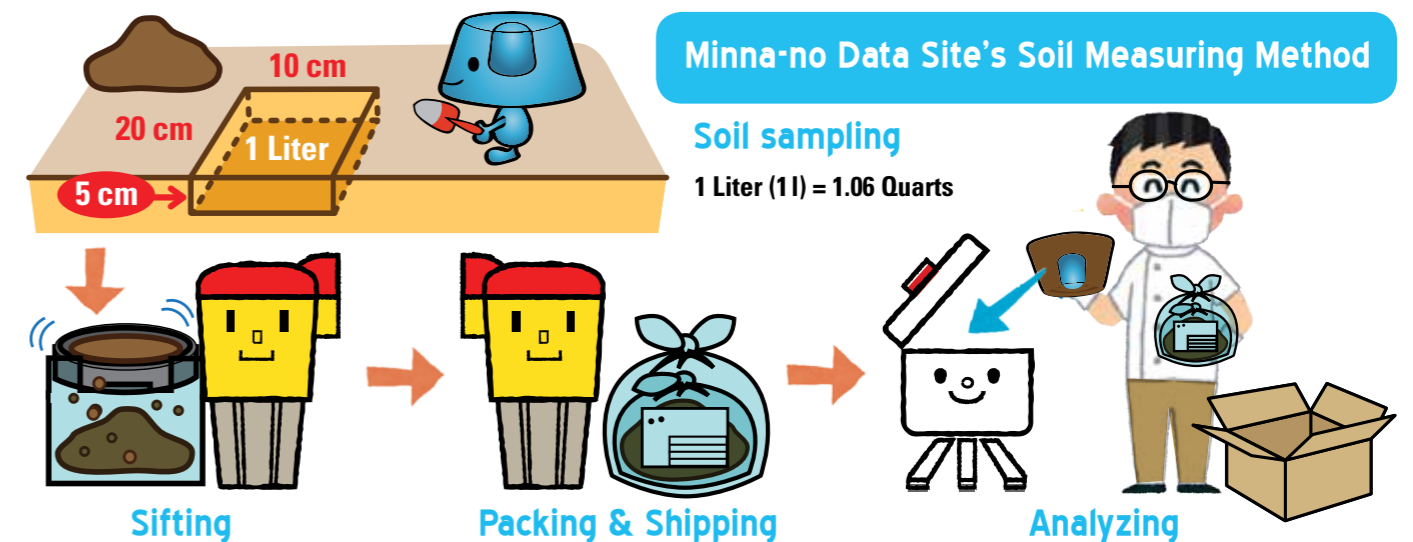 Minna-no Data Site's Soil Measuring Method
10 cm
20 cm
1 Liter
5 cm
Soil sampling
1 Liter (1 l) = 1.06 Quarts
Sifting
Packing & Shipping
Analyzing